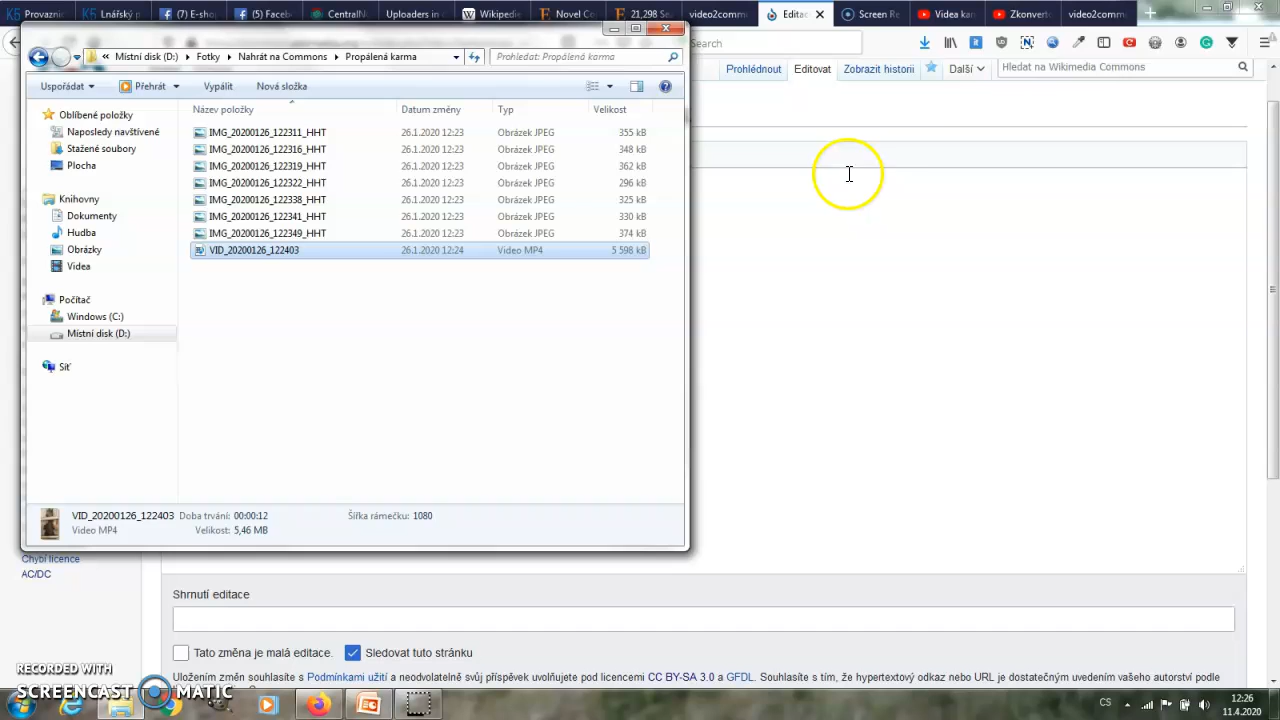 Provaznic
Lnářský p
(7) E-shop
(5) Faceb
CentralN
Uploaders in c
Wikipedie
Novel Co
21,298 Se
video2comm
Editac
Screen Re
Videa kar
Zkonverto
video2comm
Search
Místní disk (D:)
Fotky
Nahrát na Commons
Propálená karma
Prohledat: Propálená karma
Prohlédnout
Editovat
Zobrazit historii
Další
Hledat na Wikimedia Commons
Uspořádat
Přehrát
Vypálit
Nová složka
Název položky
Datum změny
Typ
Velikost
Oblíbené položky
Naposledy navštívené
Stažené soubory
Plocha
Knihovny
Dokumenty
Hudba
Obrázky
Videa
Počítač
Windows (C:)
Místní disk (D:)
Síť
IMG_20200126_122311_HHT 26.1.2020 12:23 Obrázek JPEG 355 kB
IMG_20200126_122316_HHT 26.1.2020 12:23 Obrázek JPEG 348 kB
IMG_20200126_122319_HHT 26.1.2020 12:23 Obrázek JPEG 362 kB
IMG_20200126_122322_HHT 26.1.2020 12:23 Obrázek JPEG 296 kB
IMG_20200126_122338_HHT 26.1.2020 12:23 Obrázek JPEG 325 kB
IMG_20200126_122341_HHT 26.1.2020 12:23 Obrázek JPEG 330 kB
IMG_20200126_122349_HHT 26.1.2020 12:23 Obrázek JPEG 374 kB
VID_20200126_122403 26.1.2020 12:24 Video MP4 5 598 kB
VID_20200126_122403 Doba trvání: 00:00:12 Šířka rámečku: 1080
Video MP4 Velikost: 5,46 MB
Chybí licence
AC/DC
Shrnutí editace
Tato změna je malá editace.
Sledovat tuto stránku
Uložením změn souhlasíte s Podmínkami užití a neodvolatelně svůj příspěvek uvolňujete pod licencemi CC BY-SA 3.0 a GFDL. Souhlasíte s tím, že hypertextový odkaz nebo URL je dostatečným uvedením vašeho autorství podle
RECORDED WITH
SCREENCAST MATIC
CS
12:26
11.4.2020